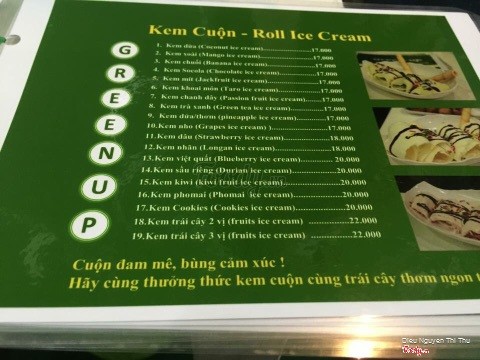 Kem Cuộn - Roll Ice Cream
GREENUP
1. Kem dừa (Coconut ice cream)..................17.000
2. Kem xoài (Mango ice cream)..................17.000
3. Kem chuối (Banana ice cream)..................17.000
4. Kem Socola (Chocolate ice cream)..................17.000
5. Kem mít (Jackfruit ice cream)..................17.000
6. Kem khoai môn (Taro ice cream)..................17.000
7. Kem chanh dây (Passion fruit ice cream)..........17.000
8. Kem trà xanh (Green tea ice cream)..................17.000
9. Kem dứa/thơm (pineapple ice cream)..............17.000
10.Kem nho (Grapes ice cream )..................17.000
11.Kem dâu (Strawberry ice cream)..................18.000
12.Kem nhãn (Longan ice cream)..................18.000
13.Kem việt quất (Blueberry ice cream)........... 20.000
14.Kem sầu riêng (Durian ice cream)..................20.000
15.Kem kiwi (kiwi fruit ice cream)..................20.000
16.Kem phomai (Phomai ice cream)..................20.000
17.Kem Cookies (Cookies ice cream)..................20.000
18.Kem trái cây 2 vị (fruits ice cream) ..............22.000
19.Kem trái cây 3 vị (fruits ice cream) ..................22.000
Cuộn đam mê, bùng cảm xúc !
Hãy cùng thưởng thức kem cuộn cùng trái cây thơm ngon
Dieu Nguyen Thi Thu
Foody.vn